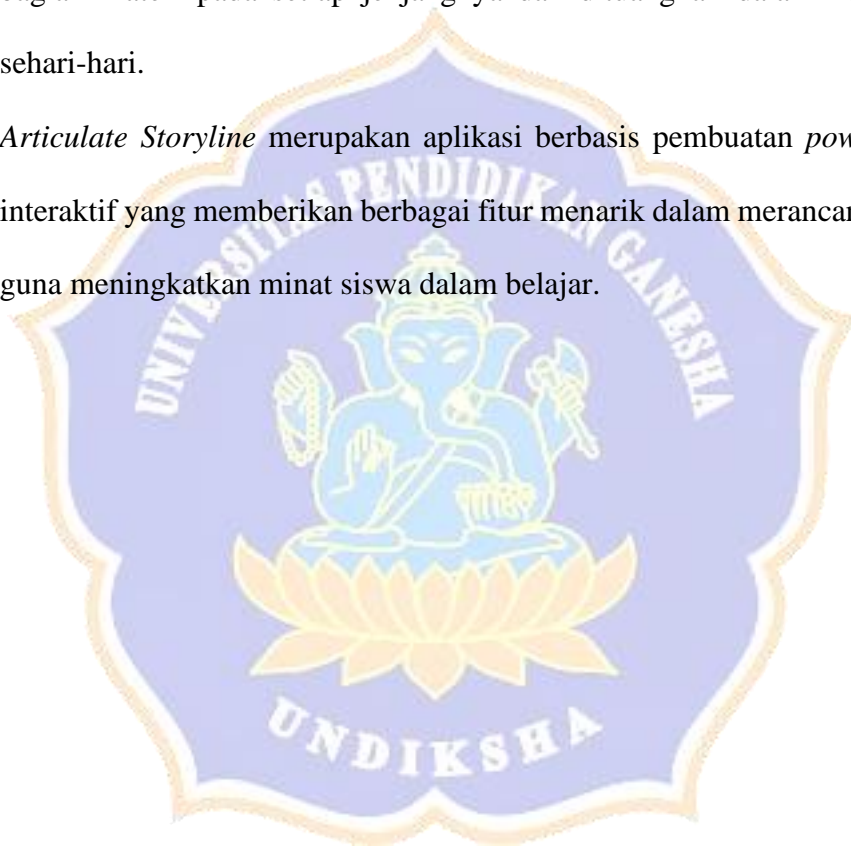 sehari-hari.
Articulate Storyline merupakan aplikasi berbasis pembuatan
interaktif yang memberikan berbagai fitur menarik dalam
guna meningkatkan minat siswa dalam belajar.
UNIVERSITAS PENDIDIKAN GANESHA
UNDIKSHA